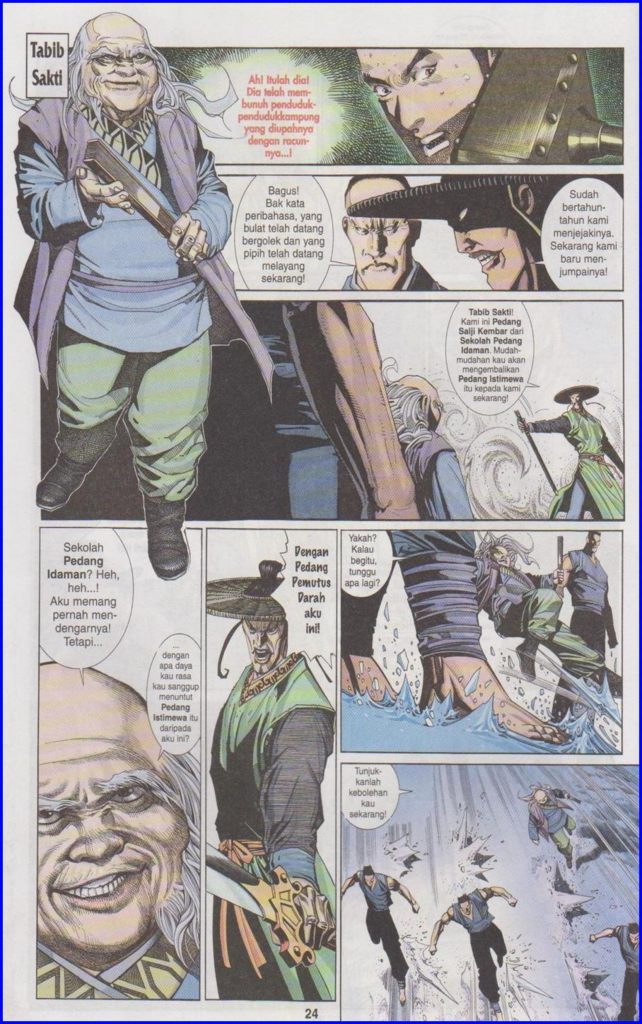 Tabib
Sakti
Ah! Itulah dia!
Dia telah mem-
bunuh penduduk-
pendudukkampung
yang diupahnya
dengan racun-
nya...!
Bagus!
Bak kata
peribahasa, yang
bulat telah datang
bergolek dan yang
pipih telah datang
melayang
sekarang!
Sudah
bertahun-
tahun kami
menjejakinya.
Sekarang kami
baru men-
jumpainya!
Tabib Sakti!
Kami ini Pedang
Salji Kembar dari
Sekolah Pedang
Idaman. Mudah-
mudahan kau akan
mengembalikan
Pedang Istimewa
itu kepada kami
sekarang!
Sekolah
Pedang
Idaman? Heh,
heh...!
Aku memang
pernah men-
dengarnya!
Tetapi...
...
dengan
apa daya
kau rasa
kau sanggup
menuntut
Pedang
Istimewa itu
daripada
aku ini?
Dengan
Pedang
Pemutus
Darah
aku
ini!
Yakah?
Kalau
begitu,
tunggu
apa lagi?
Tunjuk-
kanlah
kebolehan
kau
sekarang!
24